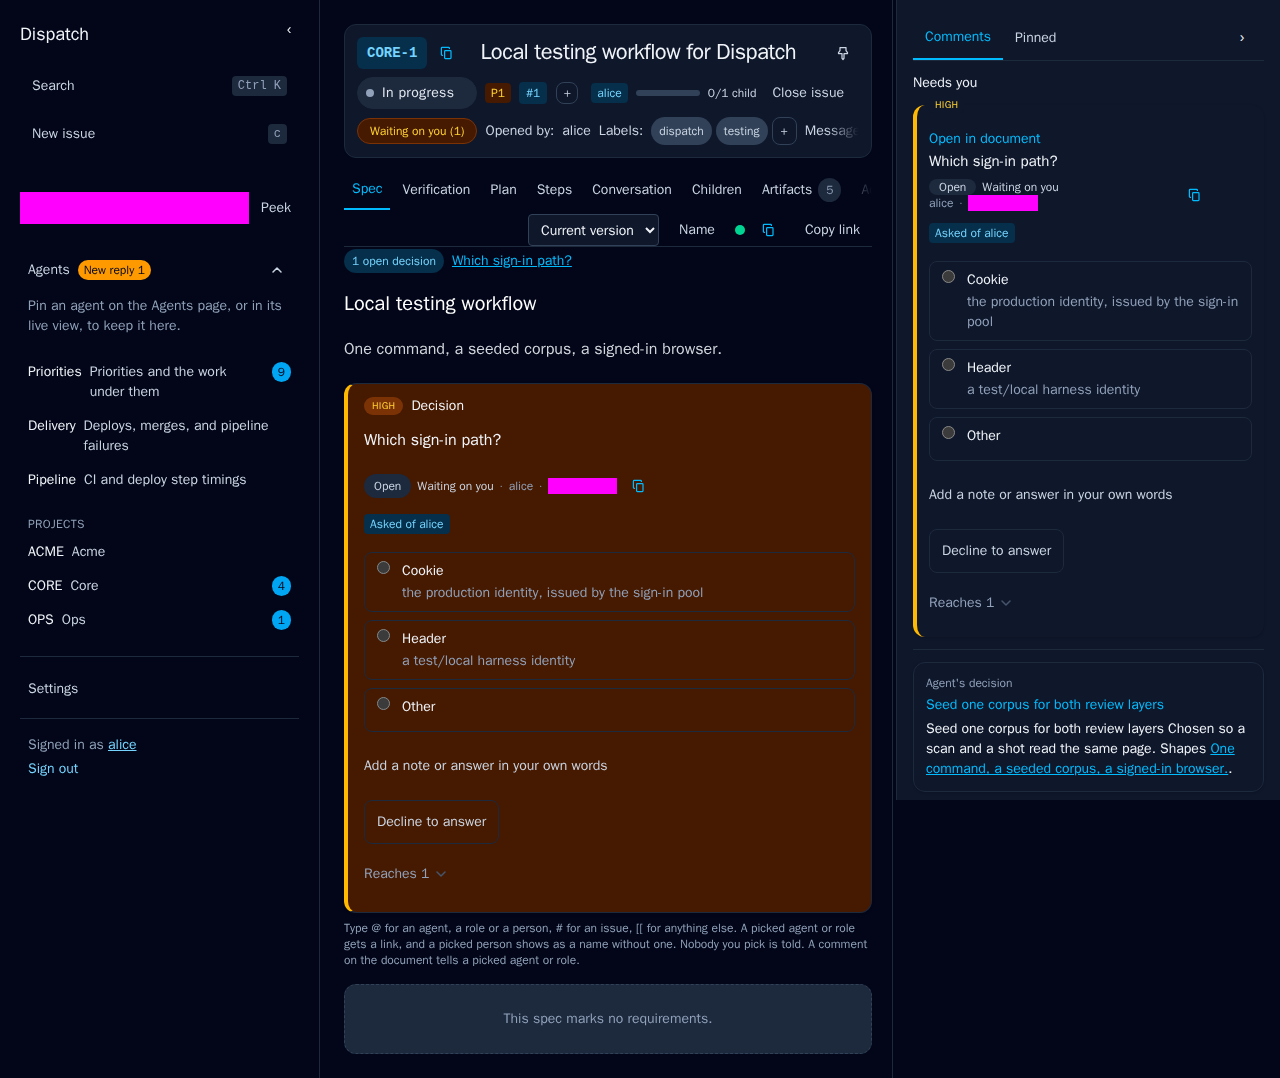 Dispatch
Search
Ctrl K
New issue
C
Peek
Agents
New reply 1
Pin an agent on the Agents page, or in its
live view, to keep it here.
Priorities
Priorities and the work
under them
9
Delivery
Deploys, merges, and pipeline
failures
Pipeline
CI and deploy step timings
PROJECTS
ACME Acme
CORE Core
4
OPS Ops
1
Settings
Signed in as alice
Sign out
CORE-1
Local testing workflow for Dispatch
In progress
P1
#1
+
alice
0/1 child
Close issue
Waiting on you (1)
Opened by: alice
Labels:
dispatch
testing
+
Message
Spec
Verification
Plan
Steps
Conversation
Children
Artifacts
5
Current version
Name
Copy link
1 open decision
Which sign-in path?
Local testing workflow
One command, a seeded corpus, a signed-in browser.
HIGH
Decision
Which sign-in path?
Open
Waiting on you · alice ·
Asked of alice
Cookie
the production identity, issued by the sign-in pool
Header
a test/local harness identity
Other
Add a note or answer in your own words
Decline to answer
Reaches 1
Type @ for an agent, a role or a person, # for an issue, [[ for anything else. A picked agent or role
gets a link, and a picked person shows as a name without one. Nobody you pick is told. A comment
on the document tells a picked agent or role.
This spec marks no requirements.
Comments
Pinned
Needs you
HIGH
Open in document
Which sign-in path?
Open
Waiting on you
alice ·
Asked of alice
Cookie
the production identity, issued by the sign-in
pool
Header
a test/local harness identity
Other
Add a note or answer in your own words
Decline to answer
Reaches 1
Agent's decision
Seed one corpus for both review layers
Seed one corpus for both review layers Chosen so a
scan and a shot read the same page. Shapes One
command, a seeded corpus, a signed-in browser..